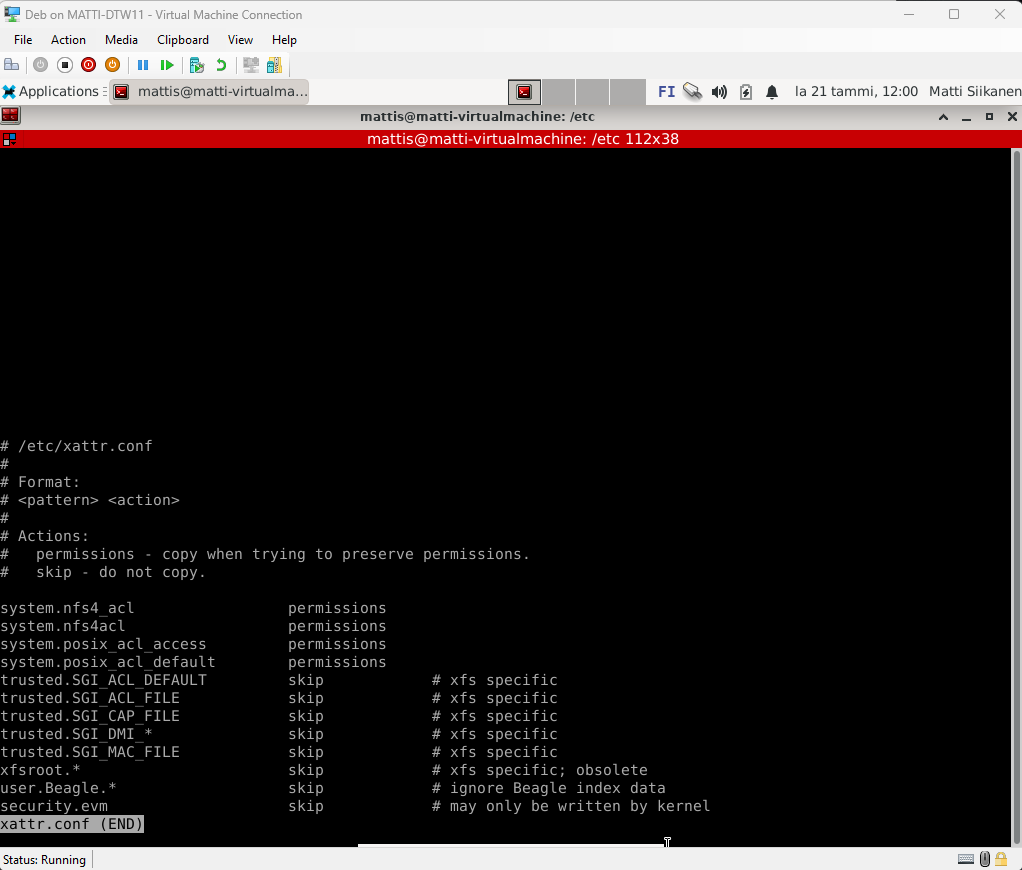 Deb on MATTI-DTW11 - Virtual Machine Connection
File Action Media Clipboard View Help
Applications mattis@matti-virtualma... FI la 21 tammi, 12:00 Matti Siikanen
mattis@matti-virtualmachine: /etc
mattis@matti-virtualmachine: /etc 112x38
# /etc/xattr.conf
#
# Format:
# <pattern> <action>
#
# Actions:
#   permissions - copy when trying to preserve permissions.
#   skip - do not copy.
system.nfs4_acl                 permissions
system.nfs4acl                  permissions
system.posix_acl_access         permissions
system.posix_acl_default        permissions
trusted.SGI_ACL_DEFAULT         skip            # xfs specific
trusted.SGI_ACL_FILE            skip            # xfs specific
trusted.SGI_CAP_FILE            skip            # xfs specific
trusted.SGI_DMI_*               skip            # xfs specific
trusted.SGI_MAC_FILE            skip            # xfs specific
xfsroot.*                       skip            # xfs specific; obsolete
user.Beagle.*                   skip            # ignore Beagle index data
security.evm                    skip            # may only be written by kernel
xattr.conf (END)
Status: Running